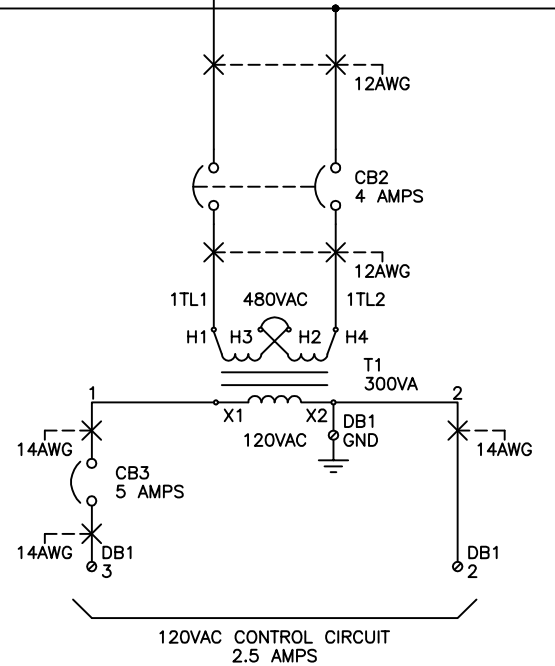 12AWG
CB2
4 AMPS
12AWG
1TL1 480VAC 1TL2
H1 H3 H2 H4
T1
300VA
1 2
X1 X2 DB1
120VAC GND
14AWG 14AWG
CB3
5 AMPS
14AWG DB1 DB1
3 2
120VAC CONTROL CIRCUIT
2.5 AMPS